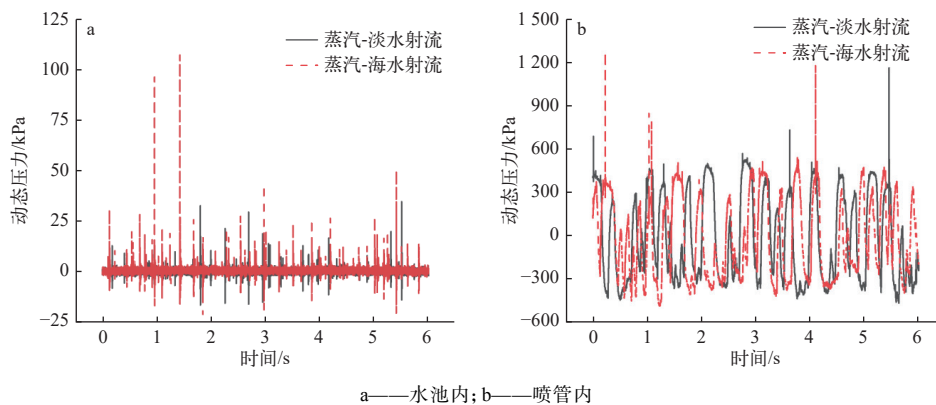 a
蒸汽-淡水射流
蒸汽-海水射流
动态压力/kPa
125
100
75
50
25
0
−25
0 1 2 3 4 5 6
时间/s
b
蒸汽-淡水射流
蒸汽-海水射流
动态压力/kPa
1 500
1 200
900
600
300
0
−300
−600
0 1 2 3 4 5 6
时间/s
a——水池内；b——喷管内